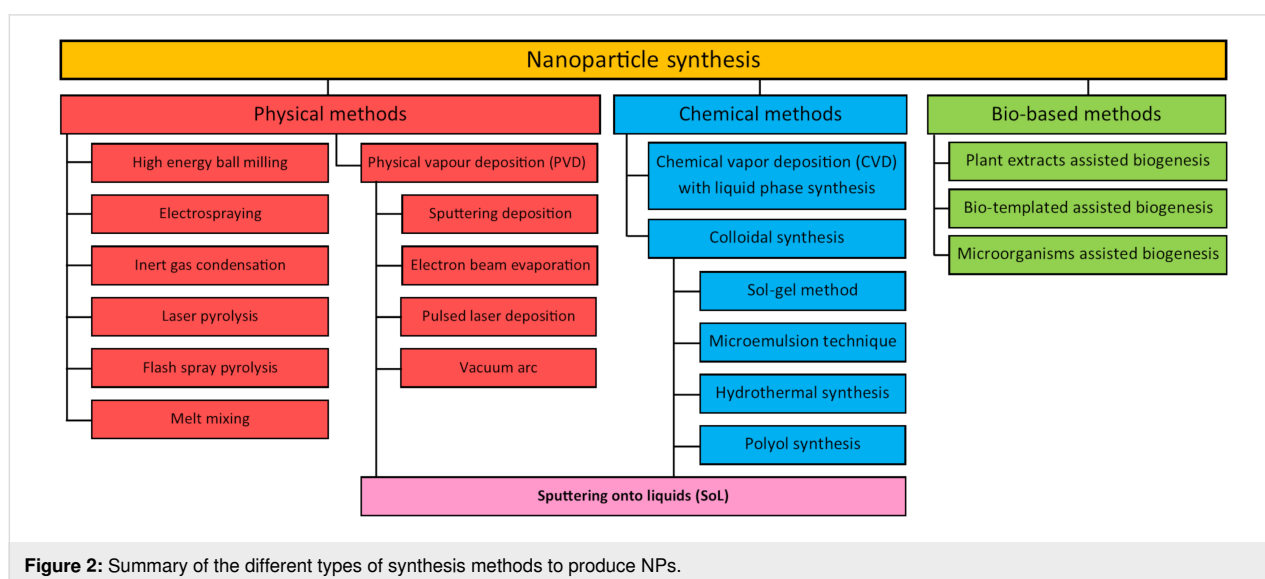 Nanoparticle synthesis
Physical methods
High energy ball milling
Electrospraying
Inert gas condensation
Laser pyrolysis
Flash spray pyrolysis
Melt mixing
Physical vapour deposition (PVD)
Sputtering deposition
Electron beam evaporation
Pulsed laser deposition
Vacuum arc
Chemical methods
Chemical vapor deposition (CVD)
with liquid phase synthesis
Colloidal synthesis
Sol-gel method
Microemulsion technique
Hydrothermal synthesis
Polyol synthesis
Sputtering onto liquids (SoL)
Bio-based methods
Plant extracts assisted biogenesis
Bio-templated assisted biogenesis
Microorganisms assisted biogenesis
Figure 2: Summary of the different types of synthesis methods to produce NPs.